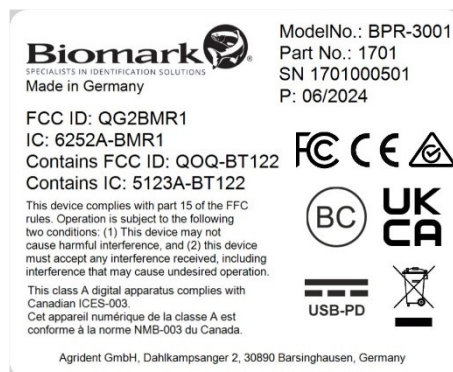 Biomark®
SPECIALISTS IN IDENTIFICATION SOLUTIONS
Made in Germany
FCC ID: QG2BMR1
IC: 6252A-BMR1
Contains FCC ID: QOQ-BT122
Contains IC: 5123A-BT122
This device complies with part 15 of the FFC
rules. Operation is subject to the following
two conditions: (1) This device may not
cause harmful interference, and (2) this device
must accept any interference received, including
interference that may cause undesired operation.
This class A digital apparatus complies with
Canadian ICES-003.
Cet appareil numérique de la classe A est
conforme à la norme NMB-003 du Canada.
ModelNo.: BPR-3001
Part No.: 1701
SN 1701000501
P: 06/2024
FC CE
BC
UK
CA
USB-PD
Agrident GmbH, Dahlkampsanger 2, 30890 Barsinghausen, Germany